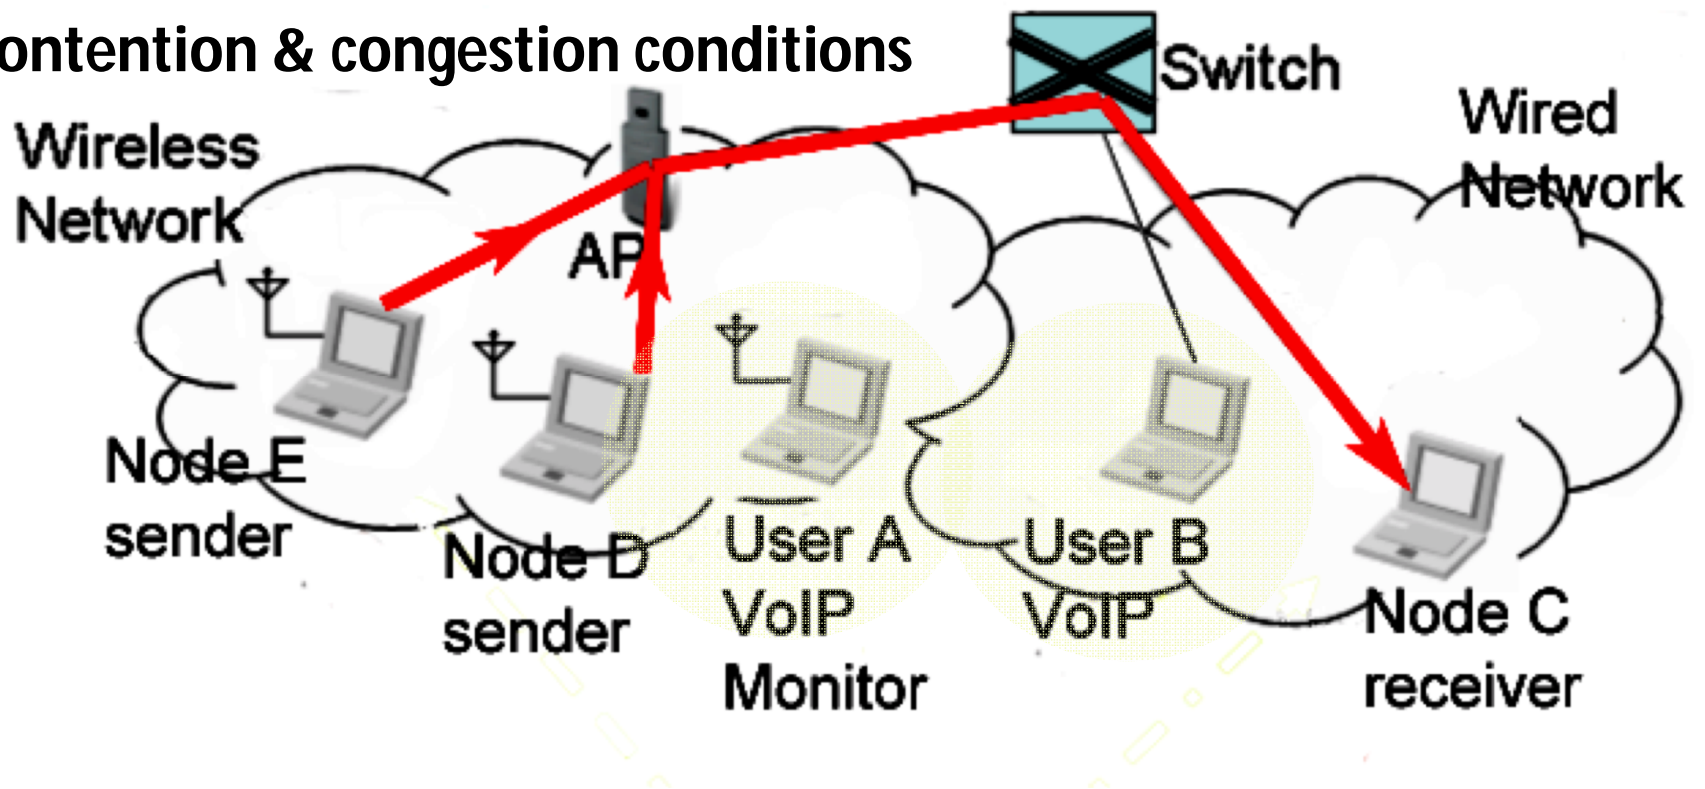 ontention & congestion conditions
Switch
Wired
Network
Wireless
Network
AP
Node E
sender
Node D
sender
User A
VoIP
Monitor
User B
VoIP
Node C
receiver